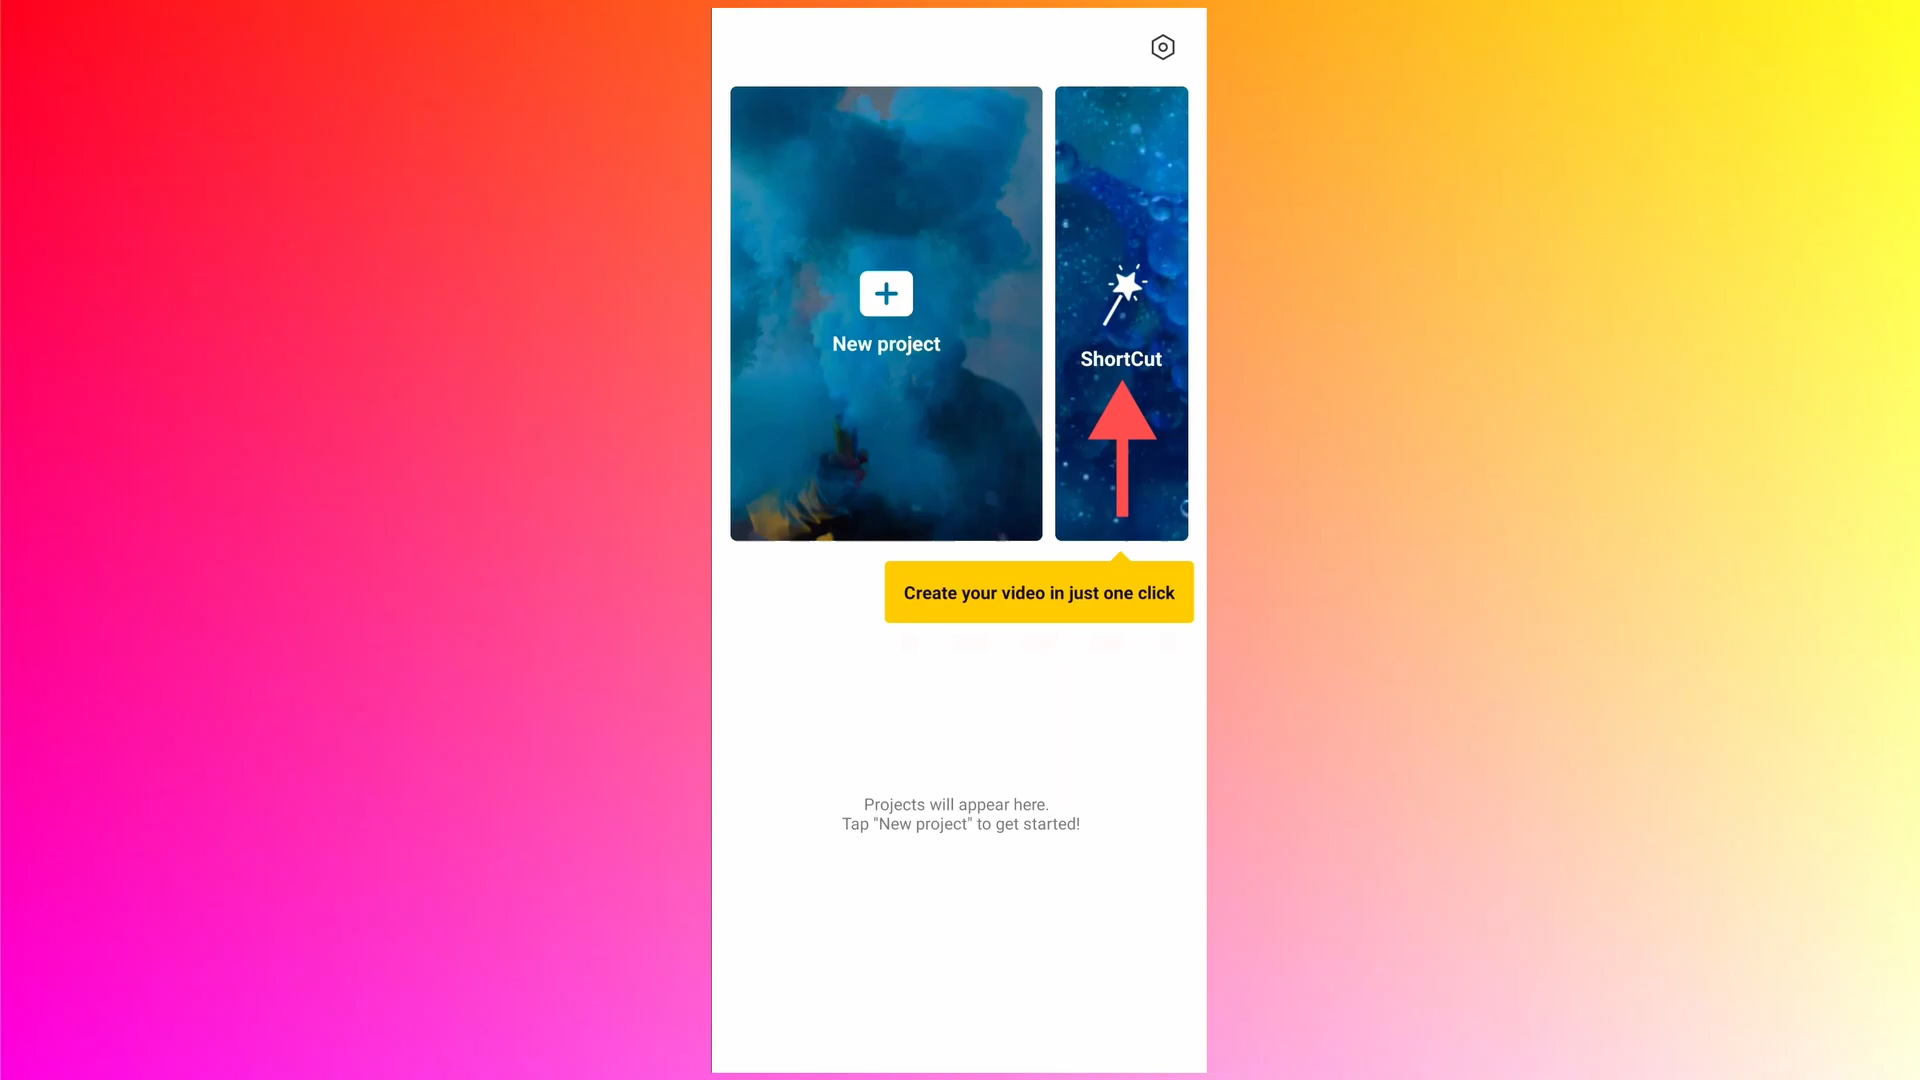 New project
ShortCut
Create your video in just one click
Projects will appear here.
Tap "New project" to get started!